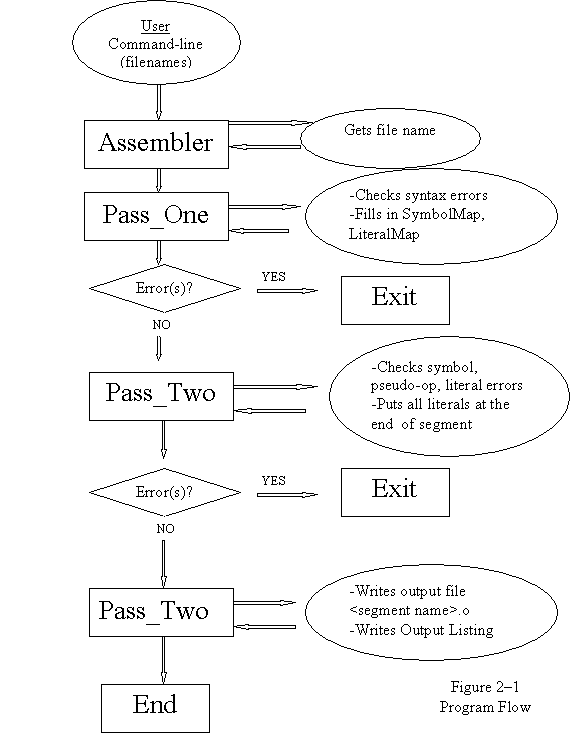 User
Command-line
(filenames)
Assembler
Gets file name
Pass_One
-Checks syntax errors
-Fills in SymbolMap,
LiteralMap
Error(s)?
YES
Exit
NO
Pass_Two
-Checks symbol,
pseudo-op, literal errors
-Puts all literals at the
end of segment
Error(s)?
YES
Exit
NO
Pass_Two
-Writes output file
<segment name>.o
-Writes Output Listing
End
Figure 2-1
Program Flow